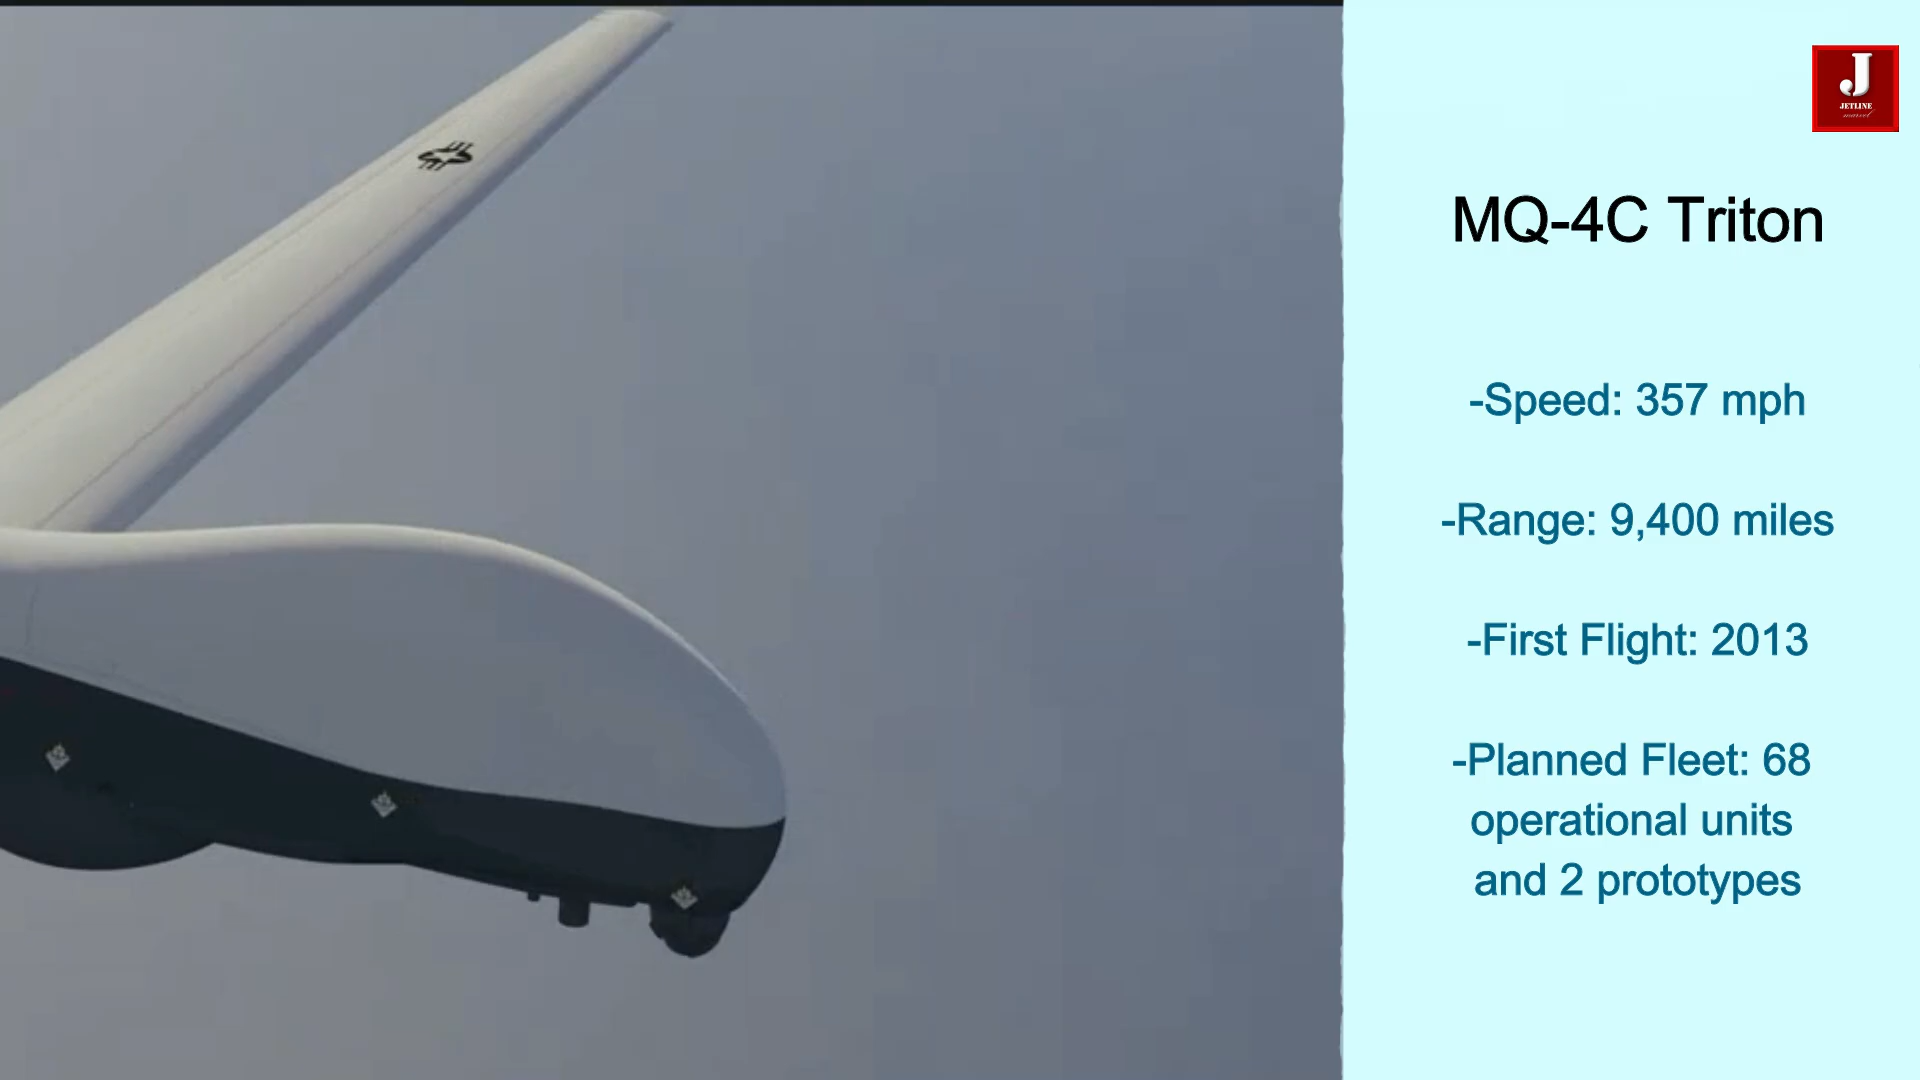 J
JETLINE
marvel
MQ-4C Triton
-Speed: 357 mph
-Range: 9,400 miles
-First Flight: 2013
-Planned Fleet: 68
operational units
and 2 prototypes